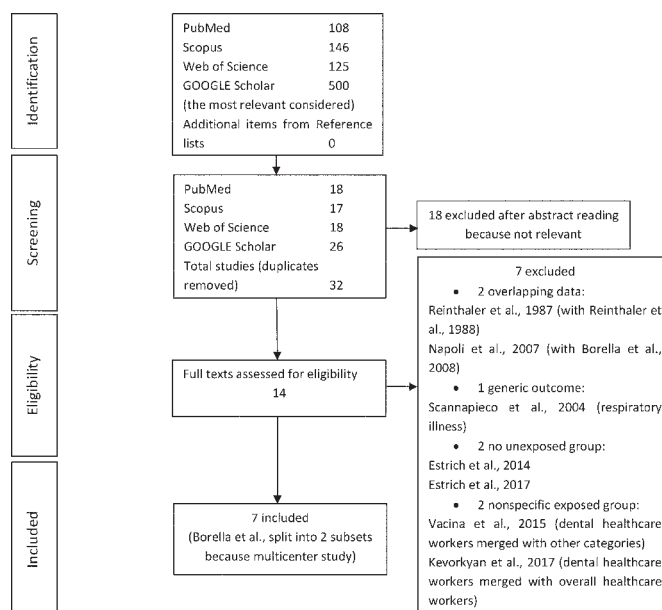 Identification
PubMed 108
Scopus 146
Web of Science 125
GOOGLE Scholar 500
(the most relevant considered)
Additional items from Reference
lists 0
Screening
PubMed 18
Scopus 17
Web of Science 18
GOOGLE Scholar 26
Total studies (duplicates
removed) 32
18 excluded after abstract reading
because not relevant
Eligibility
Full texts assessed for eligibility
14
7 excluded
• 2 overlapping data:
Reinthaler et al., 1987 (with Reinthaler et
al., 1988)
Napoli et al., 2007 (with Borella et al.,
2008)
• 1 generic outcome:
Scannapieco et al., 2004 (respiratory
illness)
• 2 no unexposed group:
Estrich et al., 2014
Estrich et al., 2017
• 2 nonspecific exposed group:
Vacina et al., 2015 (dental healthcare
workers merged with other categories)
Kevorkyan et al., 2017 (dental healthcare
workers merged with overall healthcare
workers)
Included
7 included
(Borella et al., split into 2 subsets
because multicenter study)